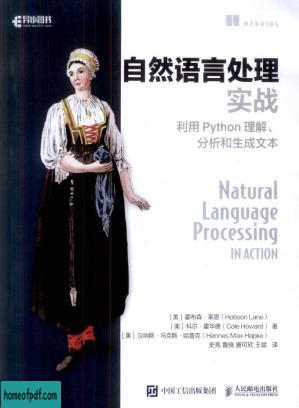 异步图书
www.epubit.com
MANNING
自然语言处理
实战
利用 Python 理解、
分析和生成文本
Natural
Language
Processing
IN ACTION
[美] 霍布森·莱恩（Hobson Lane）
[美] 科尔·霍华德（Cole Howard） 著
[美] 汉纳斯·马克斯·哈普克（Hannes Max Hapke）
史亮 鲁骁 唐可欣 王斌 译
中国工信出版集团
人民邮电出版社
homeofpdf.com